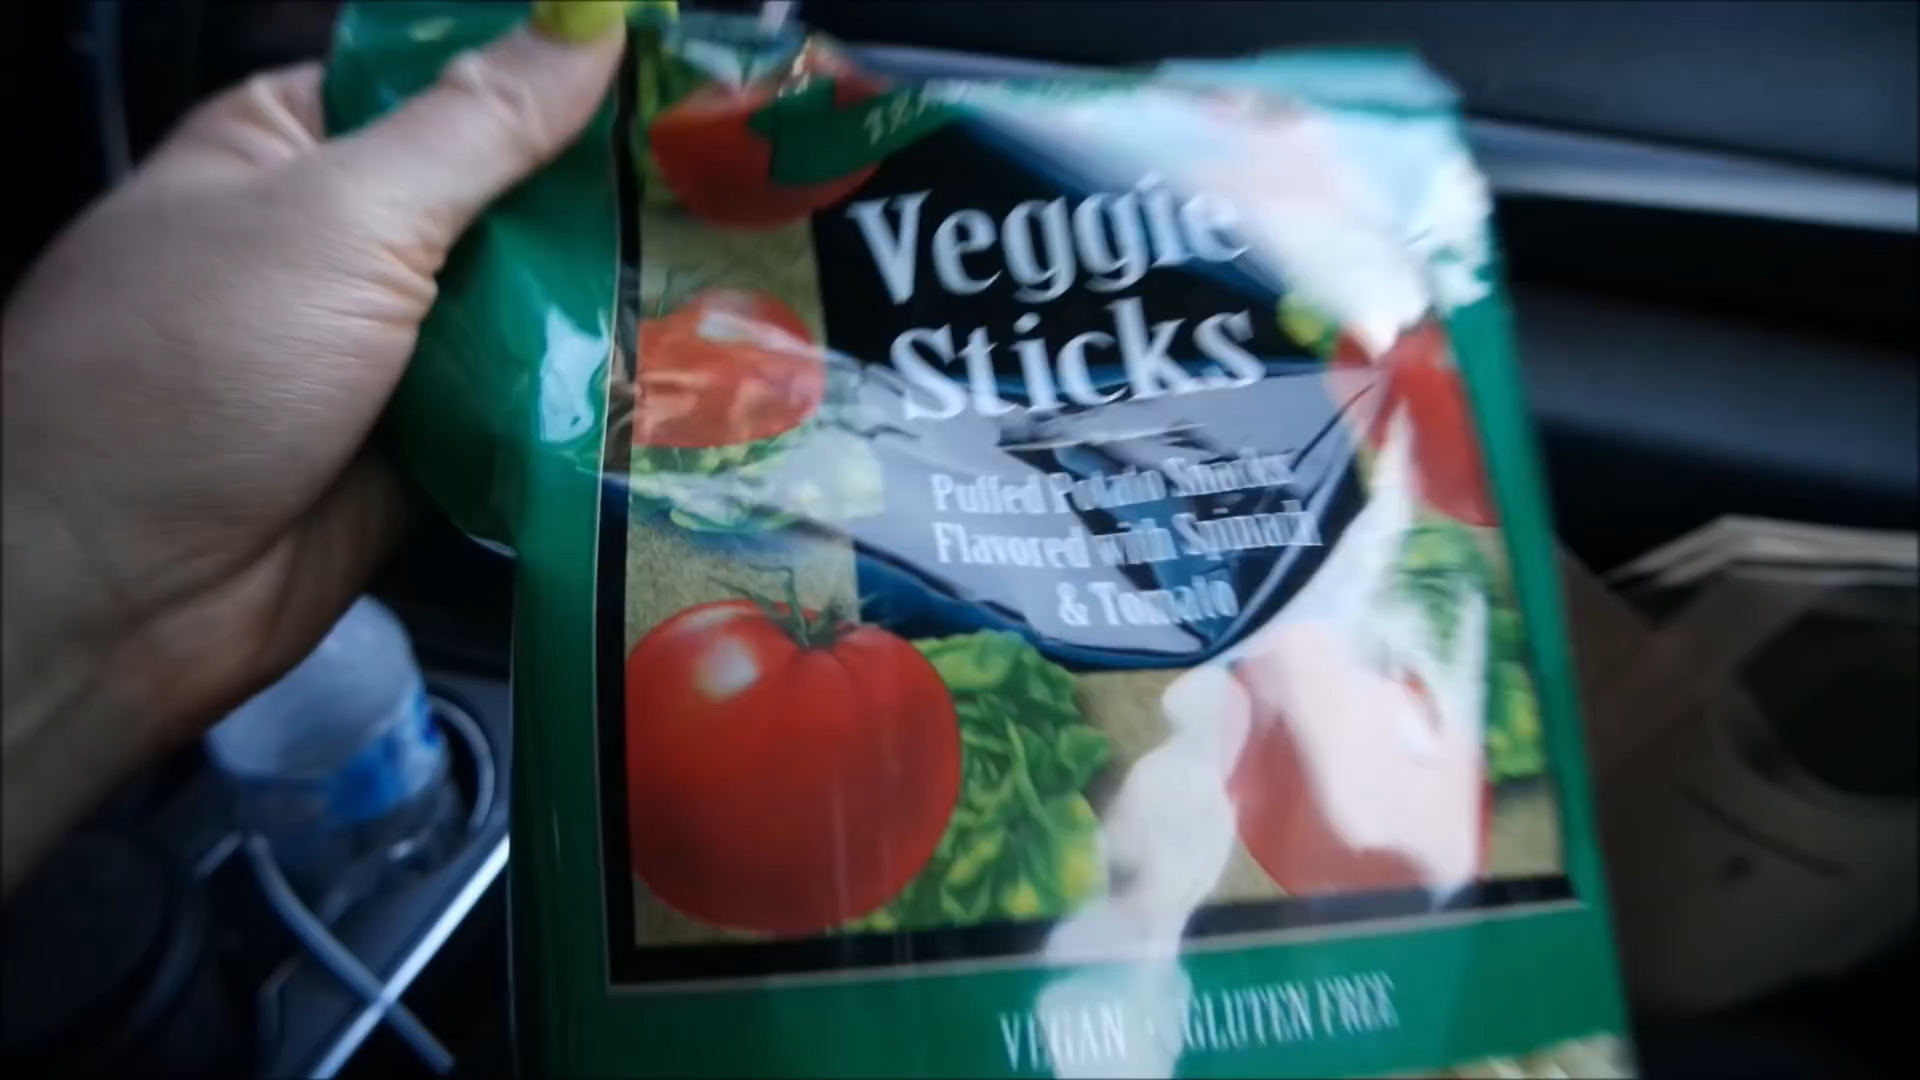 Veggie
Sticks
Puffed Potato Snacks
Flavored with Spinach
& Tomato
VEGAN GLUTEN FREE